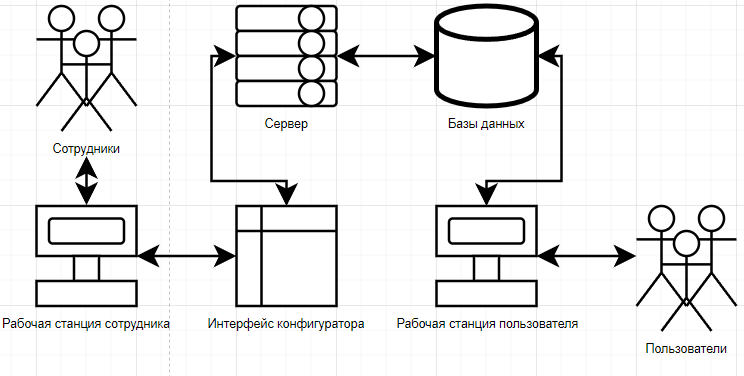 Сервер
Базы данных
Сотрудники
Рабочая станция сотрудника
Интерфейс конфигуратора
Рабочая станция пользователя
Пользователи